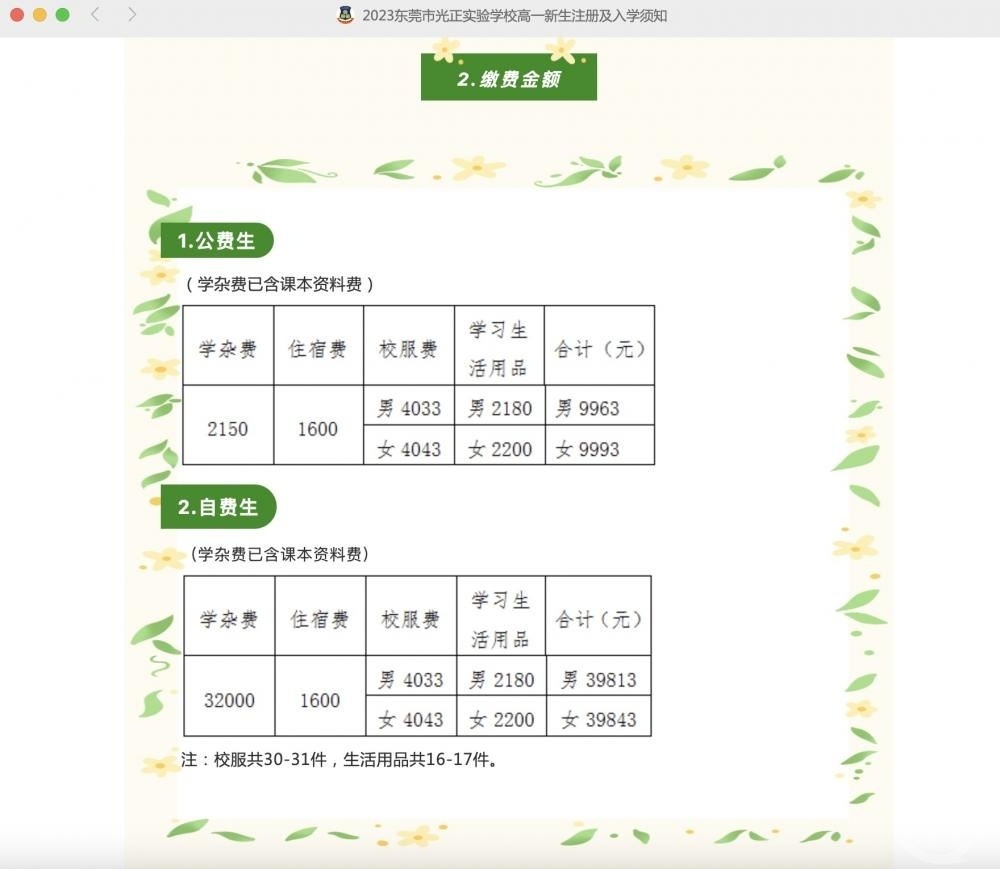 2023东莞市光正实验学校高一新生注册及入学须知
2.缴费金额
1.公费生
（学杂费已含课本资料费）
学杂费 住宿费 校服费 学习生活用品 合计（元）
2150 1600 男 4033 男 2180 男 9963
女 4043 女 2200 女 9993
2.自费生
(学杂费已含课本资料费)
学杂费 住宿费 校服费 学习生活用品 合计（元）
32000 1600 男 4033 男 2180 男 39813
女 4043 女 2200 女 39843
注：校服共30-31件，生活用品共16-17件。